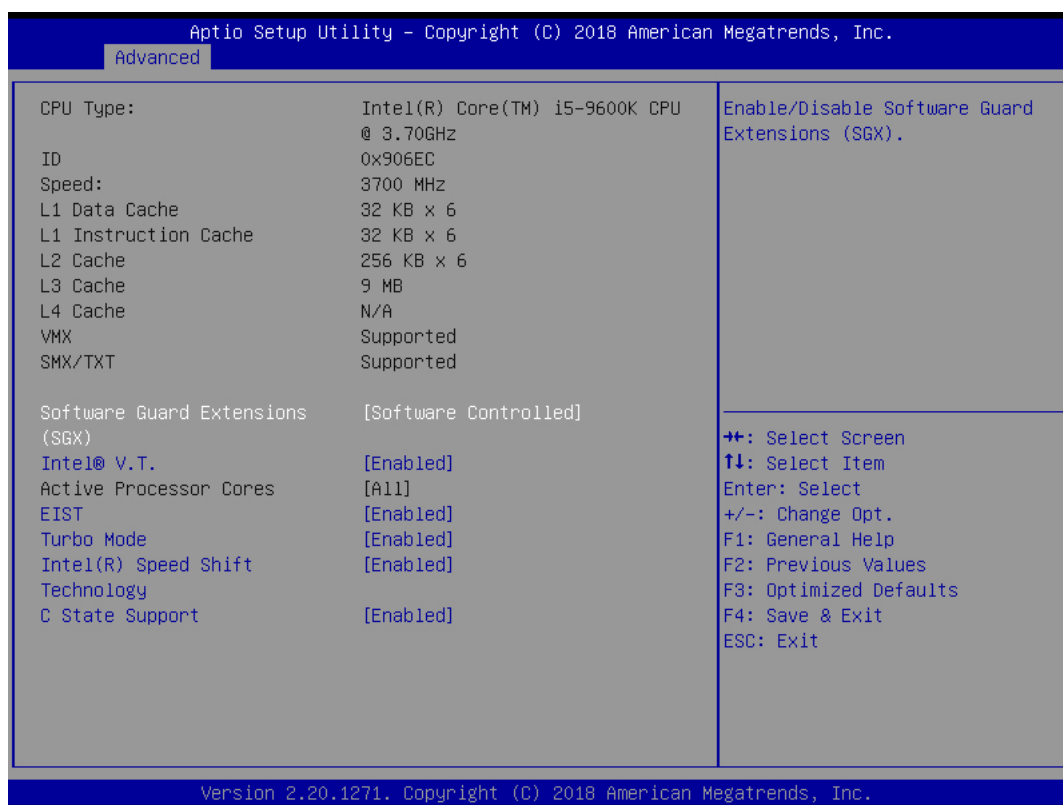 Aptio Setup Utility – Copyright (C) 2018 American Megatrends, Inc.
Advanced
CPU Type: Intel(R) Core(TM) i5-9600K CPU
@ 3.70GHz
ID 0x906EC
Speed: 3700 MHz
L1 Data Cache 32 KB x 6
L1 Instruction Cache 32 KB x 6
L2 Cache 256 KB x 6
L3 Cache 9 MB
L4 Cache N/A
VMX Supported
SMX/TXT Supported
Software Guard Extensions [Software Controlled]
(SGX)
Intel® V.T. [Enabled]
Active Processor Cores [All]
EIST [Enabled]
Turbo Mode [Enabled]
Intel(R) Speed Shift [Enabled]
Technology
C State Support [Enabled]
Enable/Disable Software Guard
Extensions (SGX).
→←: Select Screen
↑↓: Select Item
Enter: Select
+/-: Change Opt.
F1: General Help
F2: Previous Values
F3: Optimized Defaults
F4: Save & Exit
ESC: Exit
Version 2.20.1271. Copyright (C) 2018 American Megatrends, Inc.